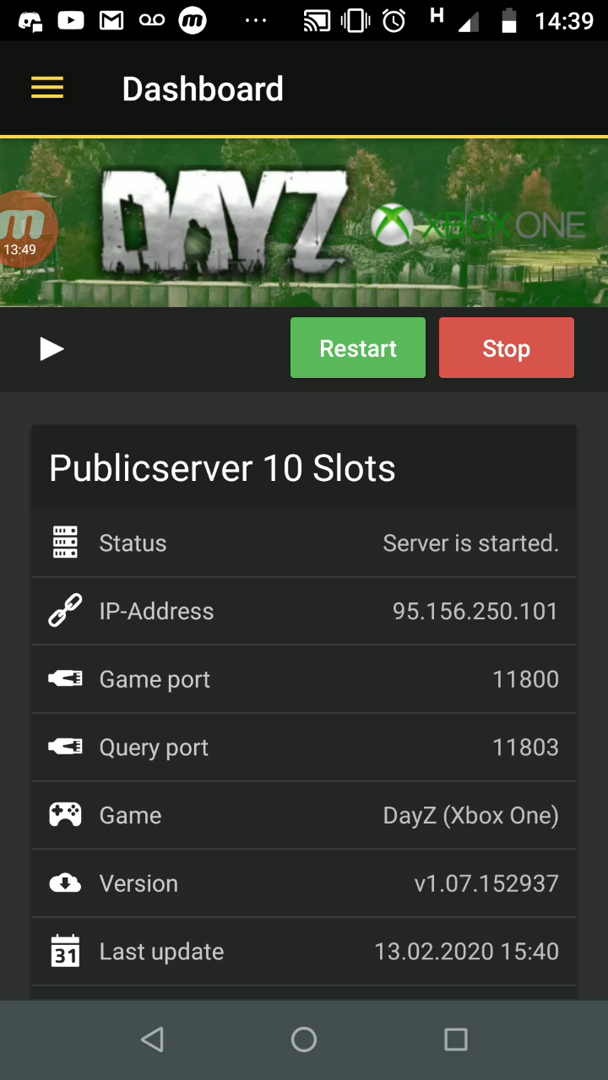 m
... H 14:39
Dashboard
DAYZ
XBOX ONE
m
13:49
Restart Stop
Publicserver 10 Slots
Status Server is started.
IP-Address 95.156.250.101
Game port 11800
Query port 11803
Game DayZ (Xbox One)
Version v1.07.152937
31 Last update 13.02.2020 15:40